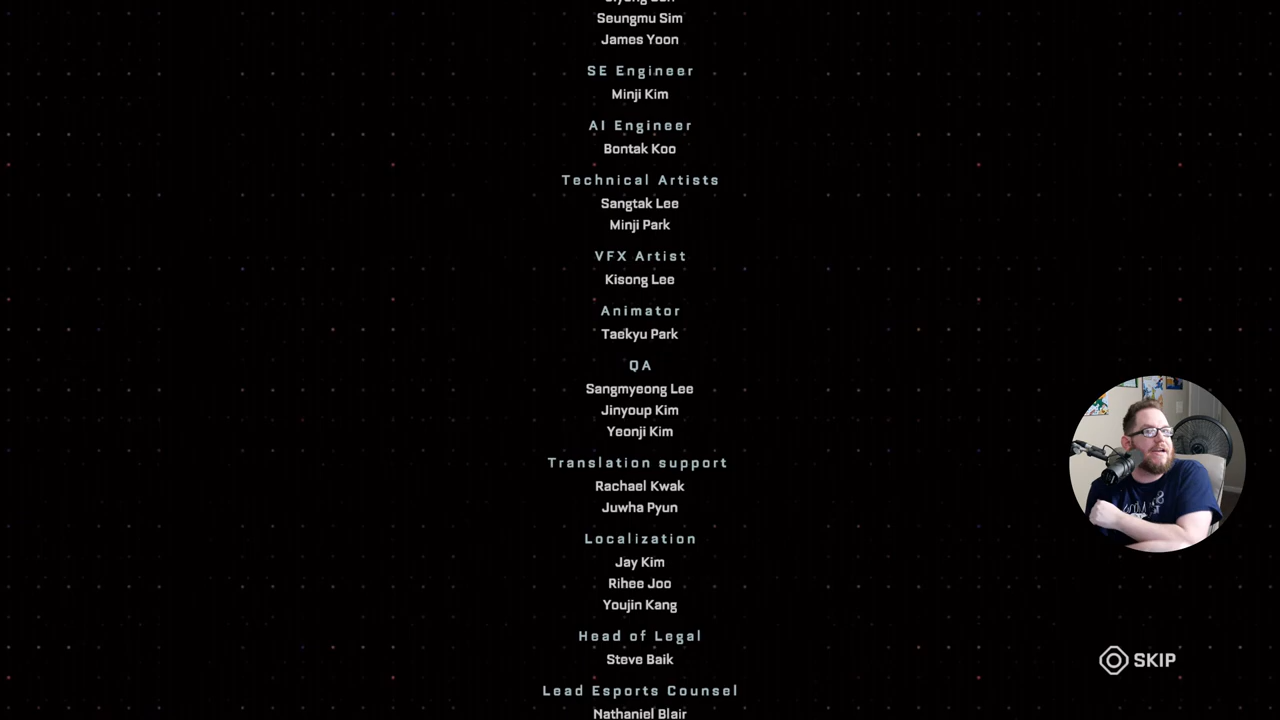 Seungmu Sim
James Yoon
SE Engineer
Minji Kim
AI Engineer
Bontak Koo
Technical Artists
Sangtak Lee
Minji Park
VFX Artist
Kisong Lee
Animator
Taekyu Park
QA
Sangmyeong Lee
Jinyoup Kim
Yeonji Kim
Translation support
Rachael Kwak
Juwha Pyun
Localization
Jay Kim
Rihee Joo
Youjin Kang
Head of Legal
Steve Baik
SKIP
Lead Esports Counsel
Nathaniel Blair